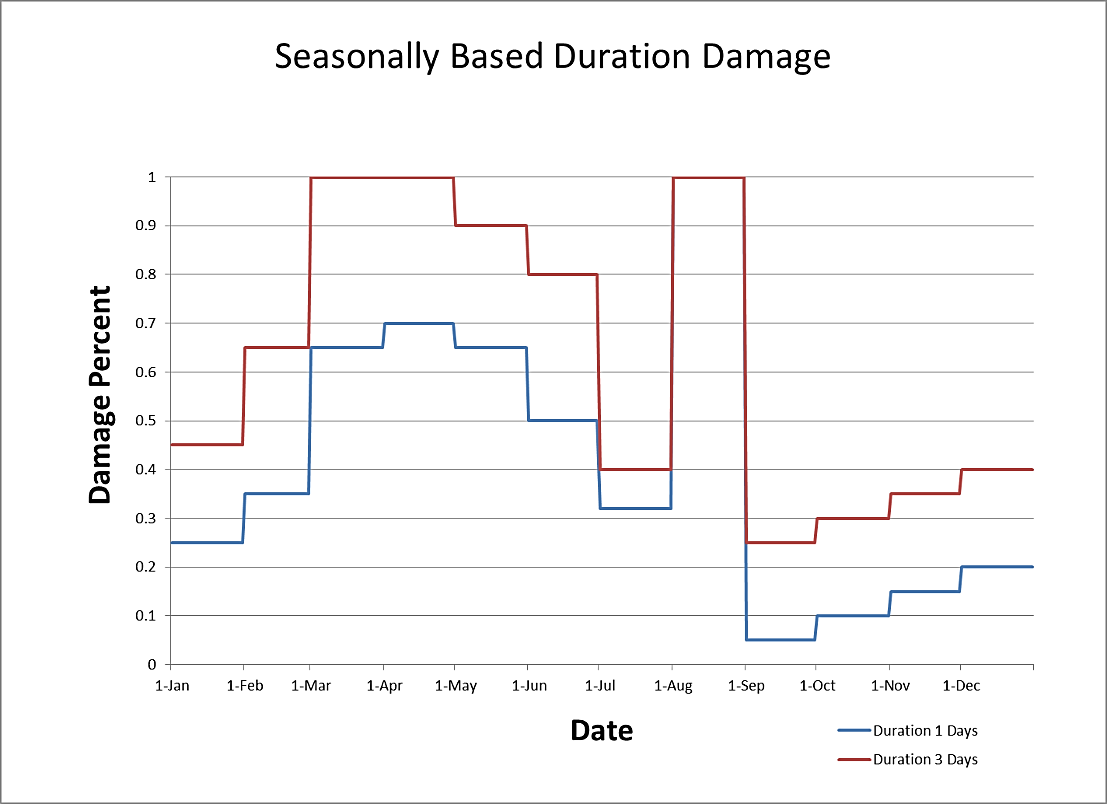 Seasonally Based Duration Damage
Damage Percent
1
0.9
0.8
0.7
0.6
0.5
0.4
0.3
0.2
0.1
0
1-Jan 1-Feb 1-Mar 1-Apr 1-May 1-Jun 1-Jul 1-Aug 1-Sep 1-Oct 1-Nov 1-Dec
Date
Duration 1 Days
Duration 3 Days